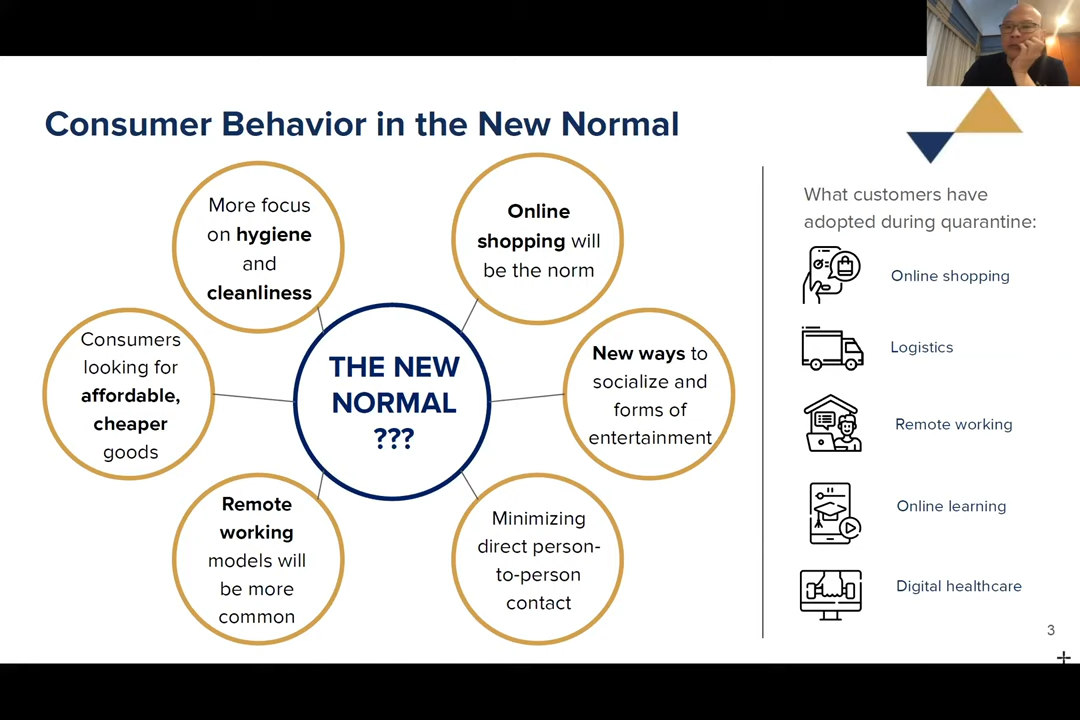 Consumer Behavior in the New Normal
More focus
on hygiene
and
cleanliness
Online
shopping will
be the norm
Consumers
looking for
affordable,
cheaper
goods
THE NEW
NORMAL
???
New ways to
socialize and
forms of
entertainment
Remote
working
models will
be more
common
Minimizing
direct person-
to-person
contact
What customers have
adopted during quarantine:
Online shopping
Logistics
Remote working
Online learning
Digital healthcare
3